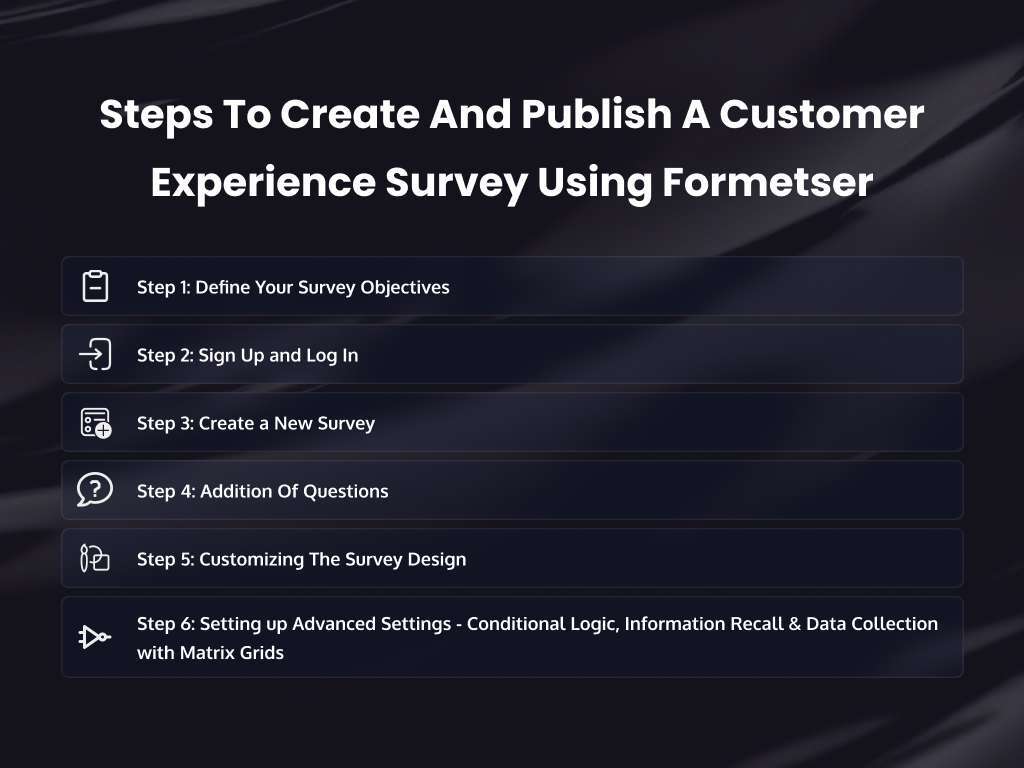 Steps To Create And Publish A Customer
Experience Survey Using Formetser
Step 1: Define Your Survey Objectives
Step 2: Sign Up and Log In
Step 3: Create a New Survey
Step 4: Addition Of Questions
Step 5: Customizing The Survey Design
Step 6: Setting up Advanced Settings - Conditional Logic, Information Recall & Data Collection
with Matrix Grids